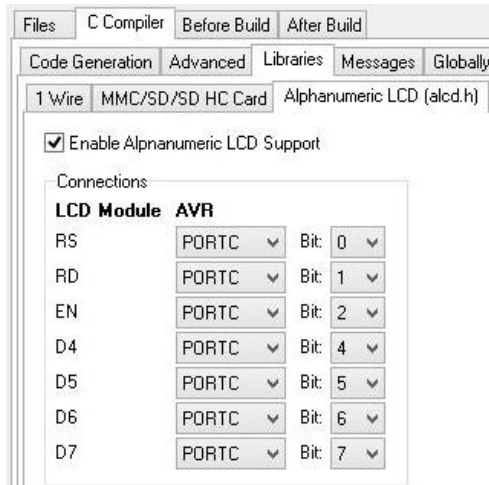 Files C Compiler Before Build After Build
Code Generation Advanced Libraries Messages Globally
1 Wire MMC/SD/SD HC Card Alphanumeric LCD (alcd.h)
Enable Alpnanumeric LCD Support
Connections
LCD Module AVR
RS PORTC Bit: 0
RD PORTC Bit: 1
EN PORTC Bit: 2
D4 PORTC Bit: 4
D5 PORTC Bit: 5
D6 PORTC Bit: 6
D7 PORTC Bit: 7